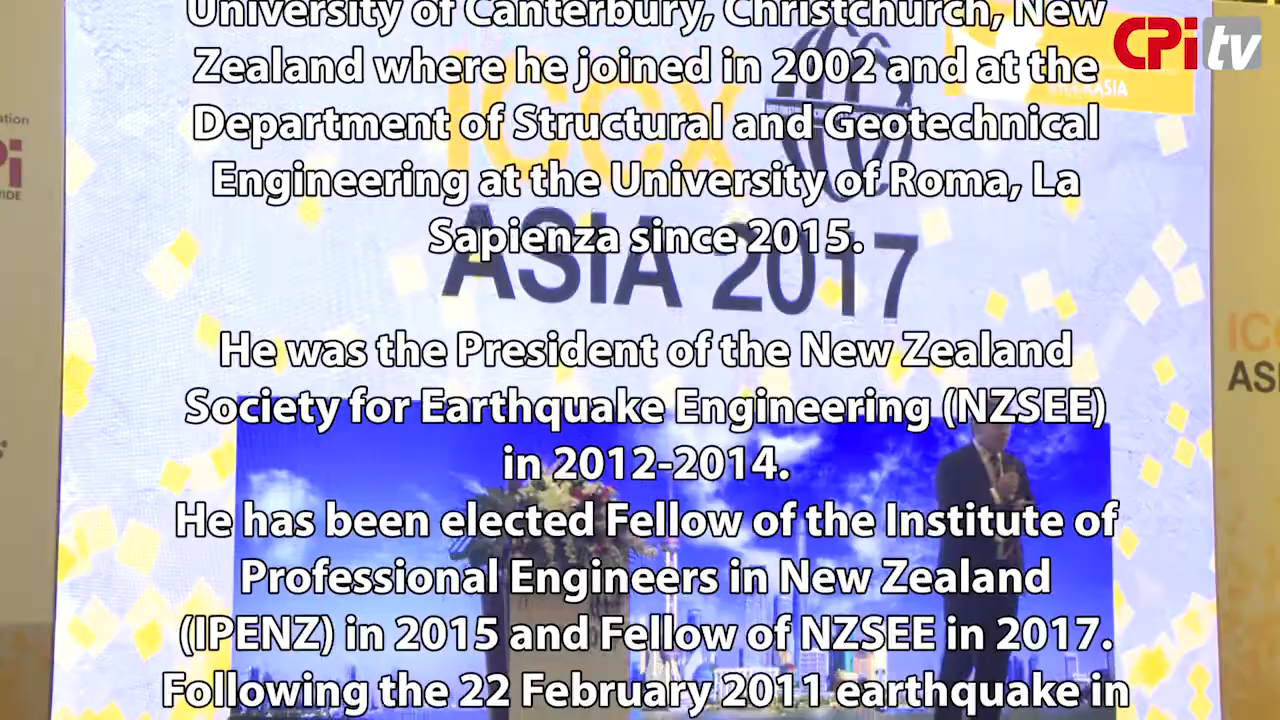 University of Canterbury, Christchurch, New
Zealand where he joined in 2002 and at the
Department of Structural and Geotechnical
Engineering at the University of Roma, La
Sapienza since 2015.
He was the President of the New Zealand
Society for Earthquake Engineering (NZSEE)
in 2012-2014.
He has been elected Fellow of the Institute of
Professional Engineers in New Zealand
(IPENZ) in 2015 and Fellow of NZSEE in 2017.
Following the 22 February 2011 earthquake in
CPi tv
ICCX
ASIA 2017